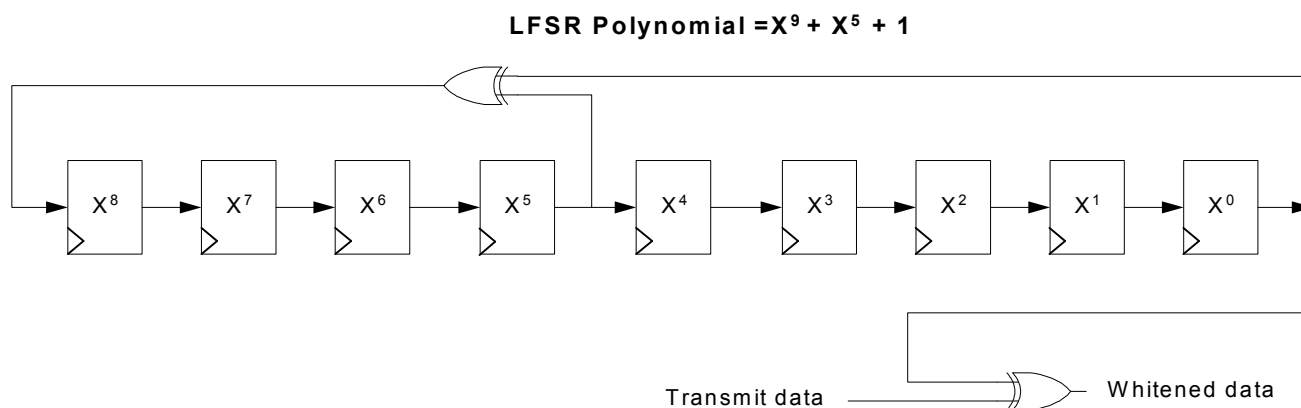 LFSR Polynomial =X⁹ + X⁵ + 1
X⁸ X⁷ X⁶ X⁵ X⁴ X³ X² X¹ X⁰
Transmit data
Whitened data